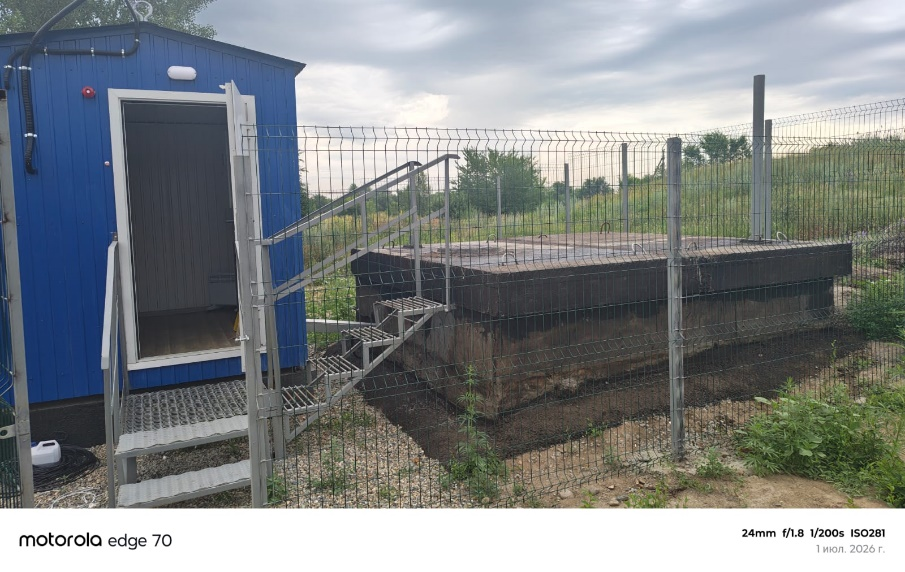 motorola edge 70
24mm f/1.8 1/200s ISO281
1 июл. 2026 г.